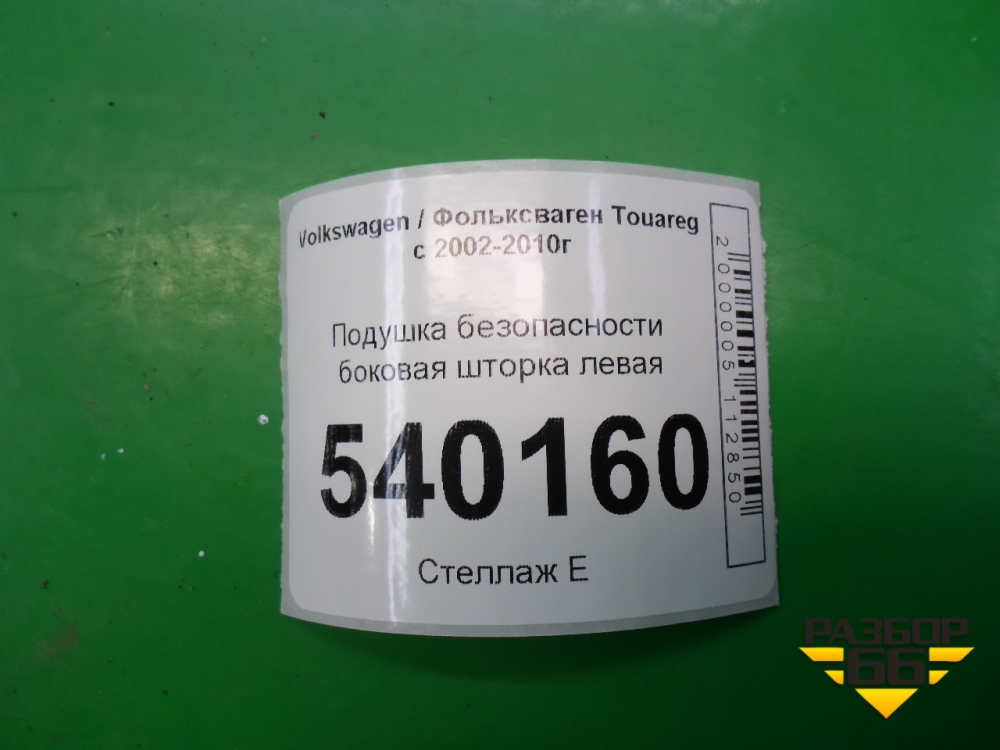 Volkswagen / Фольксваген Touareg
с 2002-2010г
Подушка безопасности
боковая шторка левая
540160
Стеллаж Е
2000005112850
РАЗБОР
66